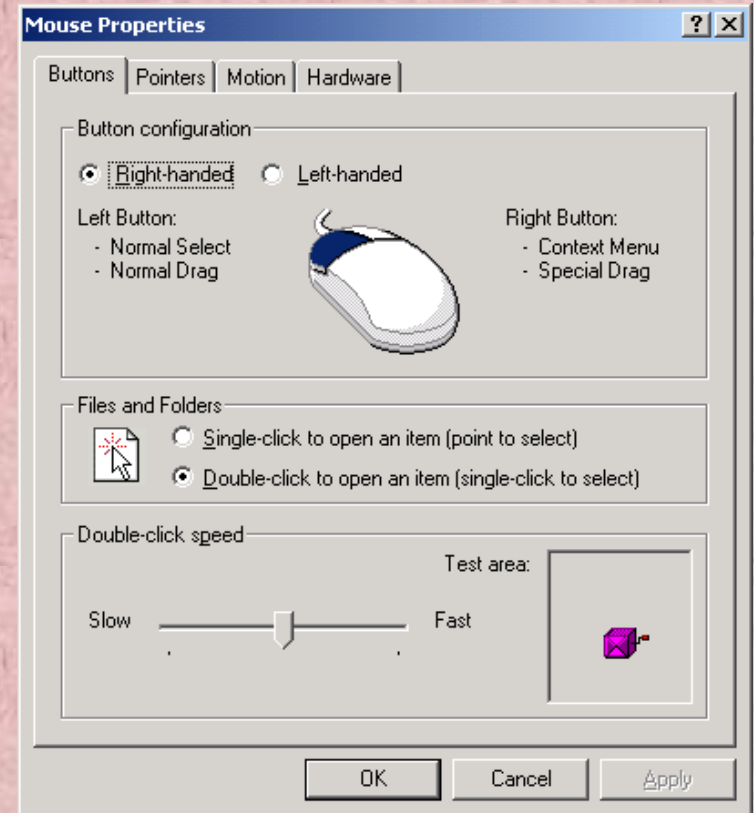 Mouse Properties
Buttons Pointers Motion Hardware
Button configuration
Right-handed Left-handed
Left Button:
- Normal Select
- Normal Drag
Right Button:
- Context Menu
- Special Drag
Files and Folders
Single-click to open an item (point to select)
Double-click to open an item (single-click to select)
Double-click speed
Test area:
Slow Fast
OK Cancel Apply